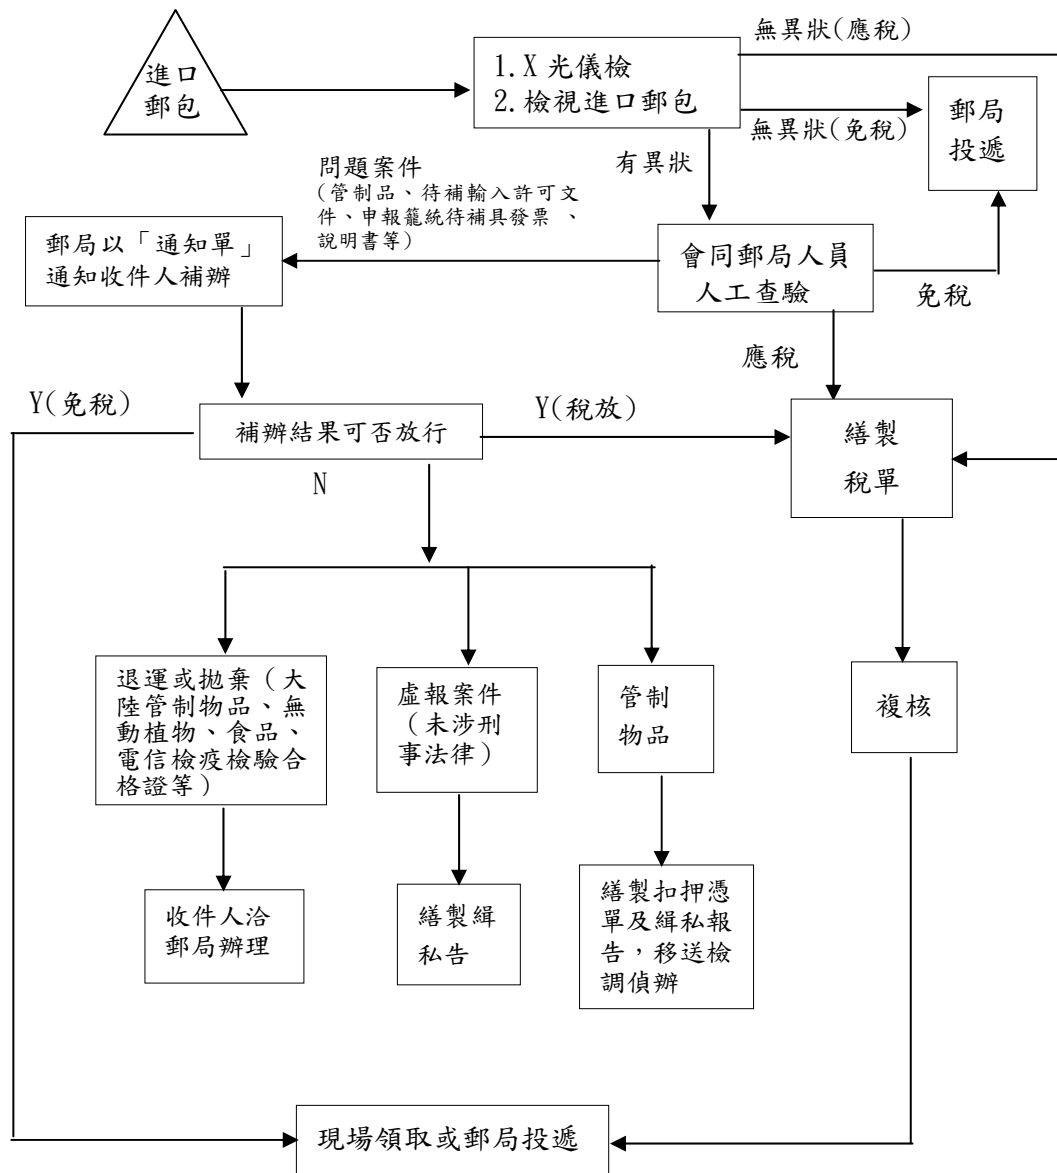 無異狀(應稅)
進口
郵包
1.X 光儀檢
2.檢視進口郵包
無異狀(免稅)
郵局
投遞
有異狀
問題案件
（管制品、待補輸入許可文
件、申報籠統待補具發票 、
說明書等）
郵局以「通知單」
通知收件人補辦
會同郵局人員
人工查驗
免稅
應稅
Y(免稅)
補辦結果可否放行
Y(稅放)
繕製
稅單
N
退運或拋棄（大
陸管制物品、無
動植物、食品、
電信檢疫檢驗合
格證等）
虛報案件
（未涉刑
事法律）
管制
物品
複核
收件人洽
郵局辦理
繕製緝
私告
繕製扣押憑
單及緝私報
告，移送檢
調偵辦
現場領取或郵局投遞